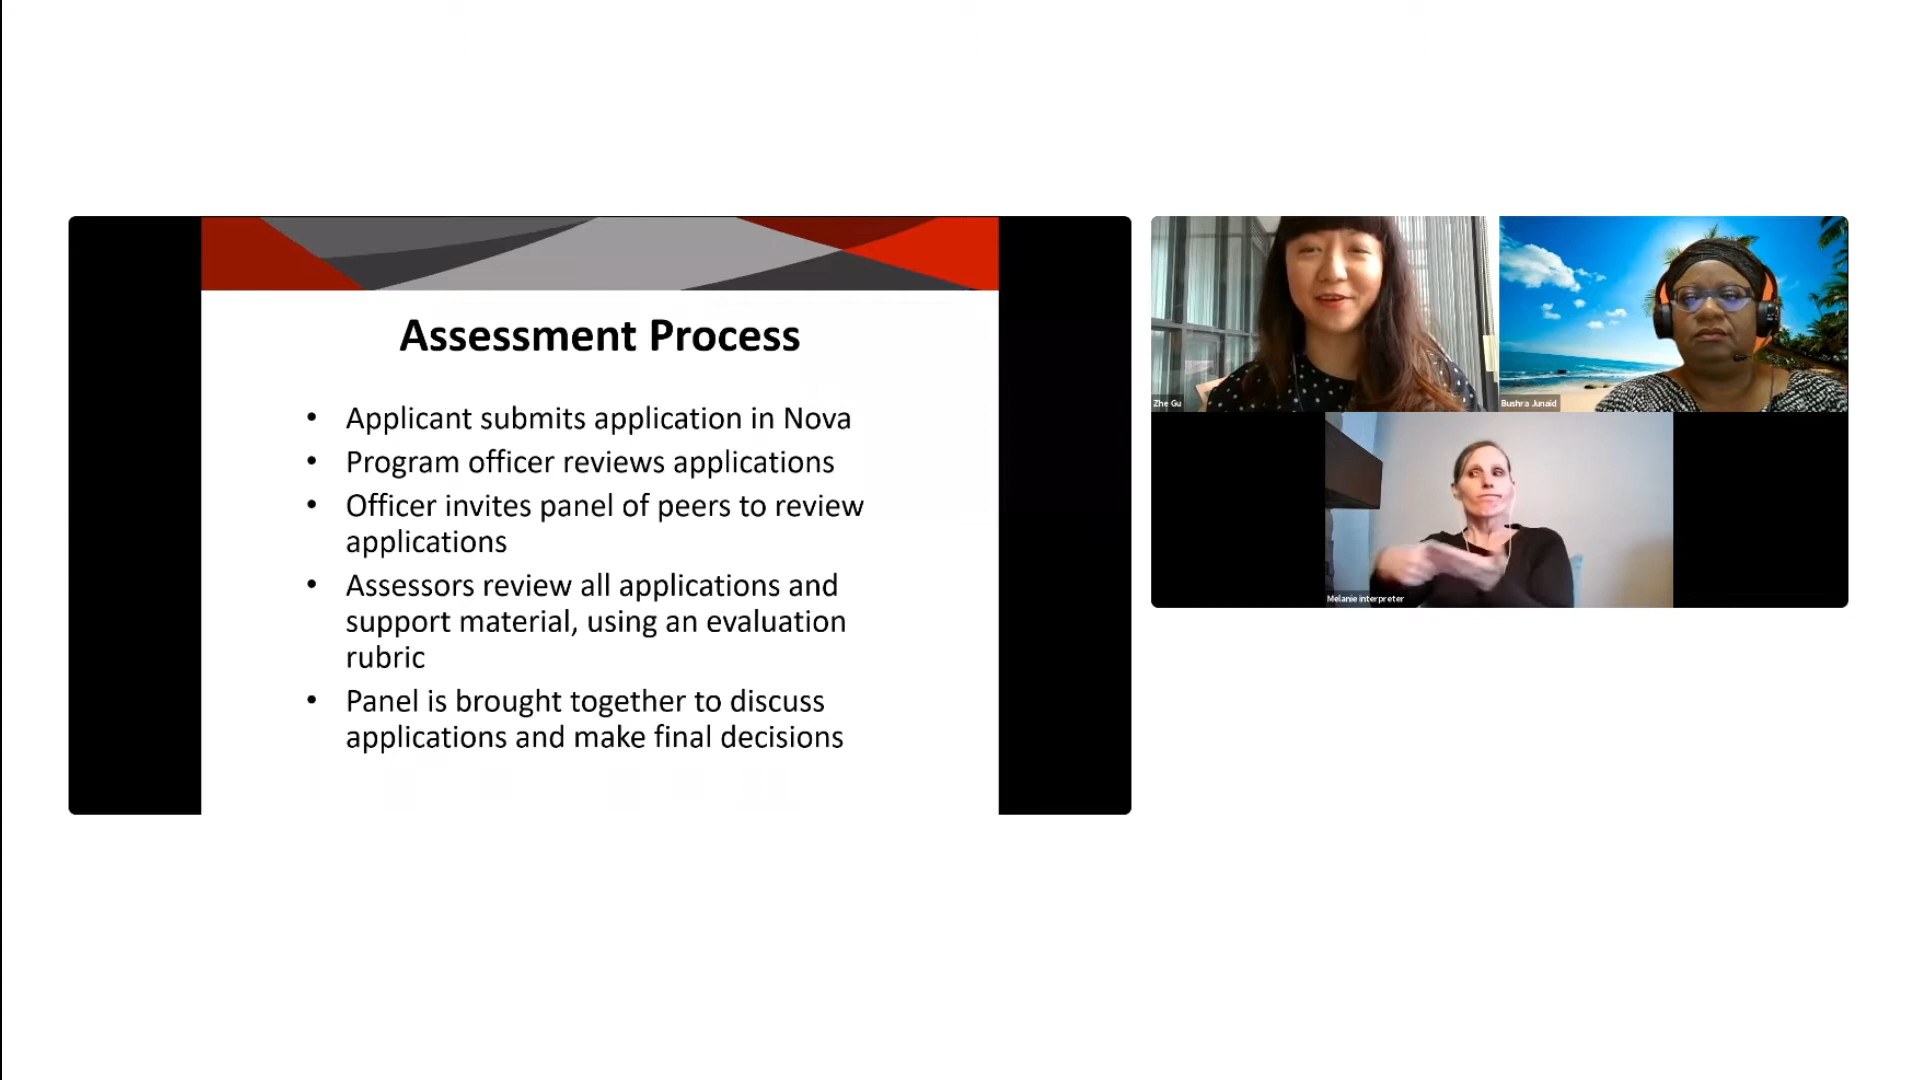 Assessment Process
• Applicant submits application in Nova
• Program officer reviews applications
• Officer invites panel of peers to review
applications
• Assessors review all applications and
support material, using an evaluation
rubric
• Panel is brought together to discuss
applications and make final decisions
Zhe Gu
Bushra Junaid
Melanie interpreter